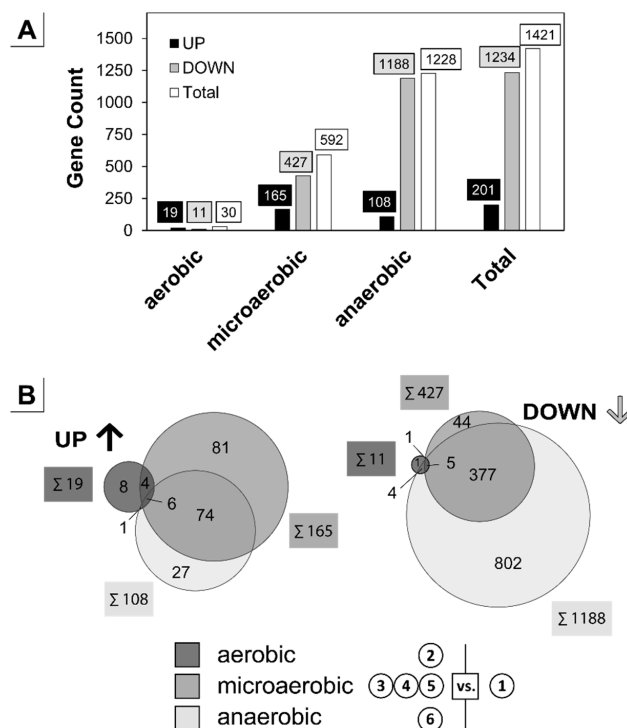 A
Gene Count
1500
1250
1000
750
500
250
0
UP
DOWN
Total
19 11 30
165 427 592
108 1188 1228
201 1234 1421
aerobic microaerobic anaerobic Total
B
UP ↑
Σ 19
8 4 81
1 6 74
27
Σ 165
Σ 108
Σ 427
DOWN ↓
44
1
Σ 11
1 5 377
4
802
Σ 1188
aerobic ②
microaerobic ③ ④ ⑤ vs. ①
anaerobic ⑥